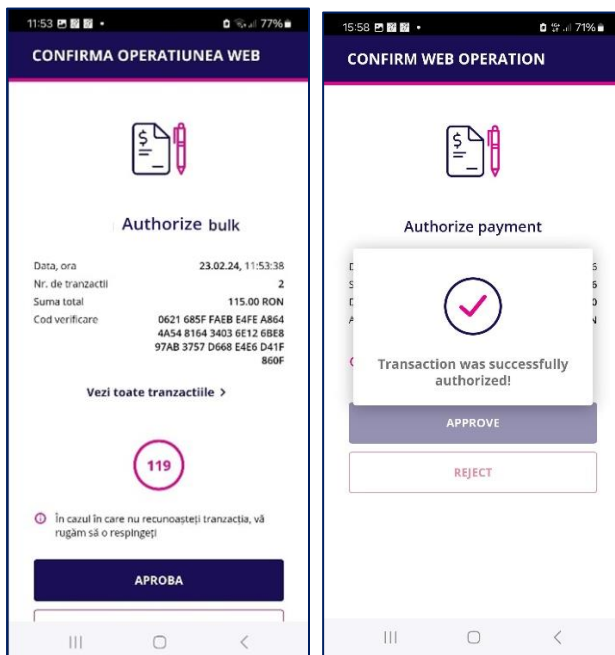 11:53
77%
CONFIRMA OPERATIUNEA WEB
$
Authorize bulk
Data, ora 23.02.24, 11:53:38
Nr. de tranzactii 2
Suma total 115.00 RON
Cod verificare 0621 685F FAEB E4FE A864
4A54 8164 3403 6E12 6BE8
97AB 3757 D668 E4E6 D41F
860F
Vezi toate tranzactiile >
119
În cazul în care nu recunoașteți tranzacția, vă
rugăm să o respingeți
APROBA
15:58
71%
CONFIRM WEB OPERATION
$
Authorize payment
Transaction was successfully
authorized!
APPROVE
REJECT